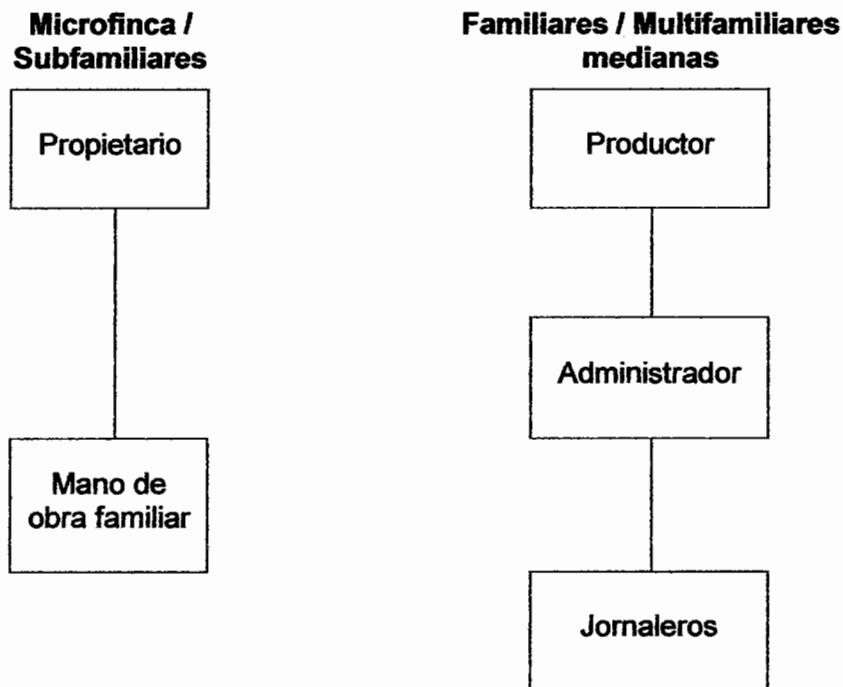 Microfinca /
Subfamiliares
Propietario
Mano de
obra familiar
Familiares / Multifamiliares
medianas
Productor
Administrador
Jornaleros